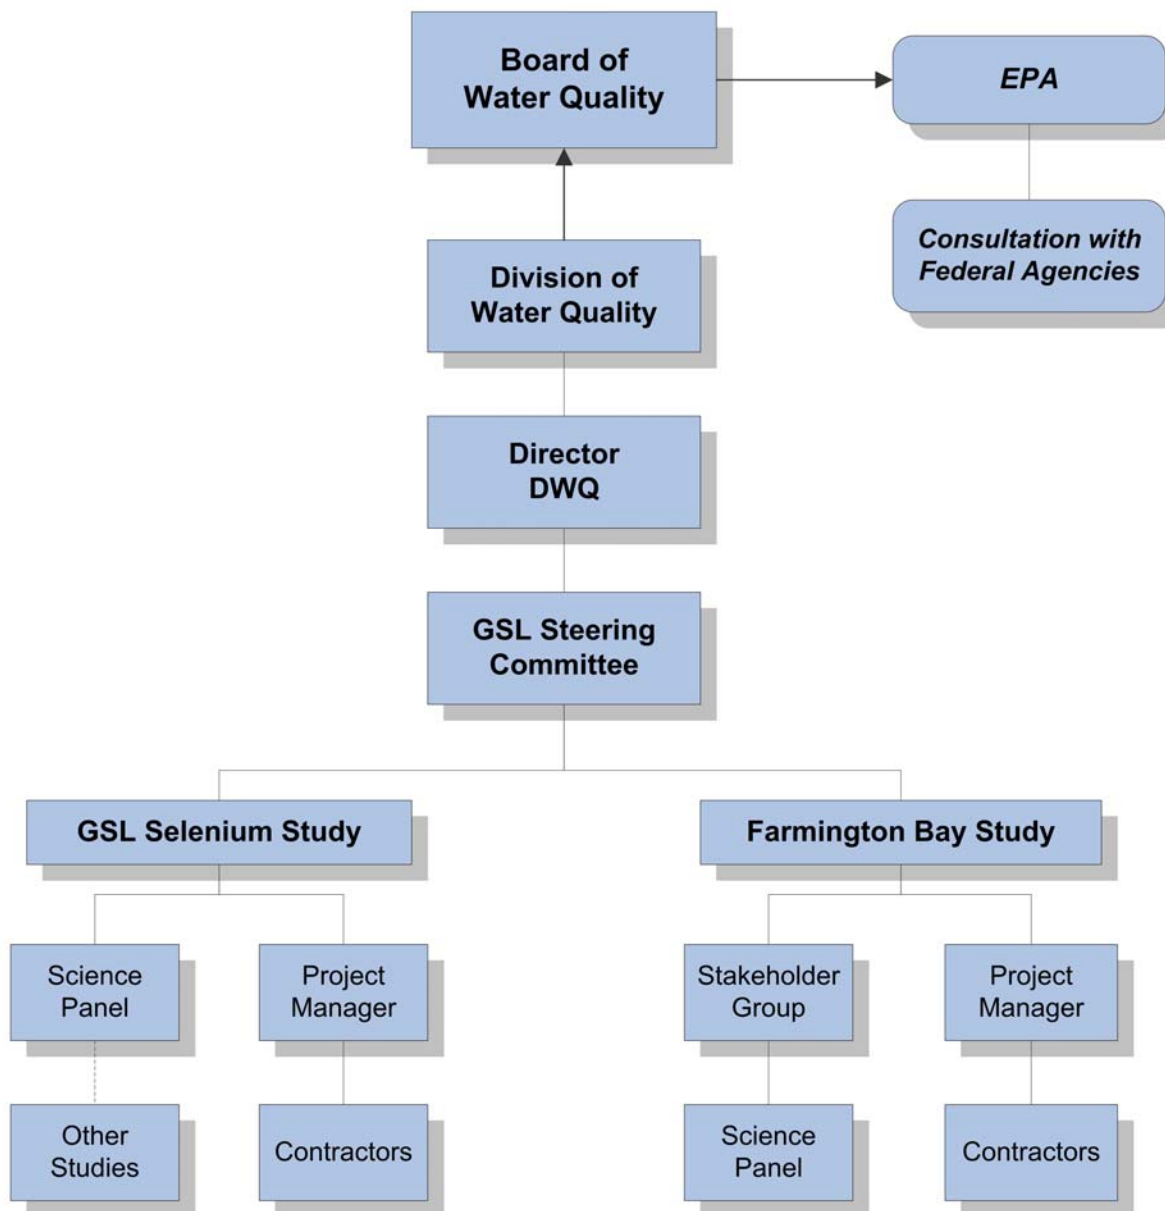 Board of
Water Quality
EPA
Consultation with
Federal Agencies
Division of
Water Quality
Director
DWQ
GSL Steering
Committee
GSL Selenium Study
Farmington Bay Study
Science
Panel
Project
Manager
Stakeholder
Group
Project
Manager
Other
Studies
Contractors
Science
Panel
Contractors